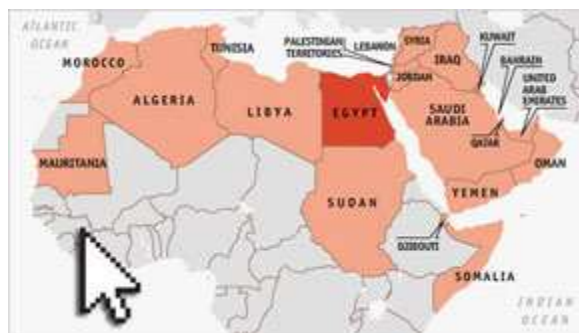 ATLANTIC
OCEAN
MOROCCO
TUNISIA
PALESTINIAN
TERRITORIES
LEBANON
SYRIA
IRAQ
KUWAIT
BAHRAIN
UNITED
ARAB
EMIRATES
JORDAN
ALGERIA
LIBYA
EGYPT
SAUDI
ARABIA
QATAR
OMAN
MAURITANIA
SUDAN
YEMEN
DJIBOUTI
SOMALIA
INDIAN
OCEAN